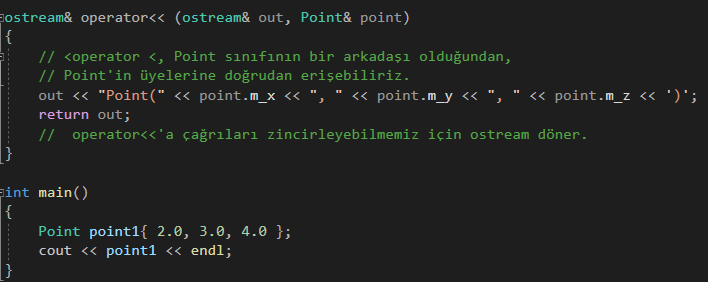 ostream& operator<< (ostream& out, Point& point)
{
// <operator <, Point sınıfının bir arkadaşı olduğundan,
// Point'in üyelerine doğrudan erişebiliriz.
out << "Point(" << point.m_x << ", " << point.m_y << ", " << point.m_z << ')';
return out;
//  operator<<'a çağrıları zincirleyebilmemiz için ostream döner.
}
int main()
{
Point point1{ 2.0, 3.0, 4.0 };
cout << point1 << endl;
}